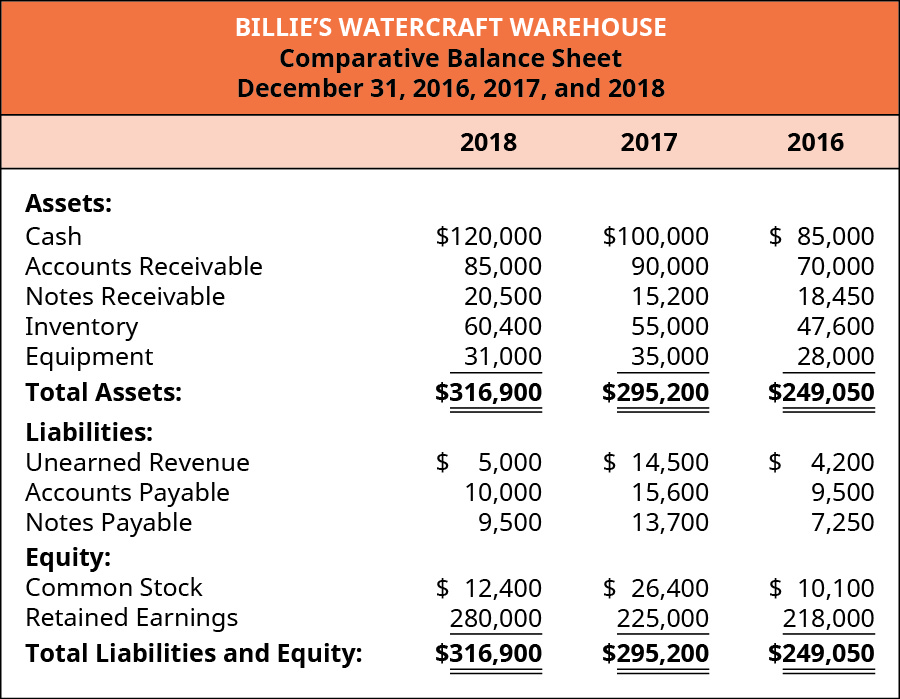 BILLIE’S WATERCRAFT WAREHOUSE
Comparative Balance Sheet
December 31, 2016, 2017, and 2018
2018 2017 2016
Assets:
Cash $120,000 $100,000 $ 85,000
Accounts Receivable 85,000 90,000 70,000
Notes Receivable 20,500 15,200 18,450
Inventory 60,400 55,000 47,600
Equipment 31,000 35,000 28,000
Total Assets: $316,900 $295,200 $249,050
Liabilities:
Unearned Revenue $ 5,000 $ 14,500 $ 4,200
Accounts Payable 10,000 15,600 9,500
Notes Payable 9,500 13,700 7,250
Equity:
Common Stock $ 12,400 $ 26,400 $ 10,100
Retained Earnings 280,000 225,000 218,000
Total Liabilities and Equity: $316,900 $295,200 $249,050